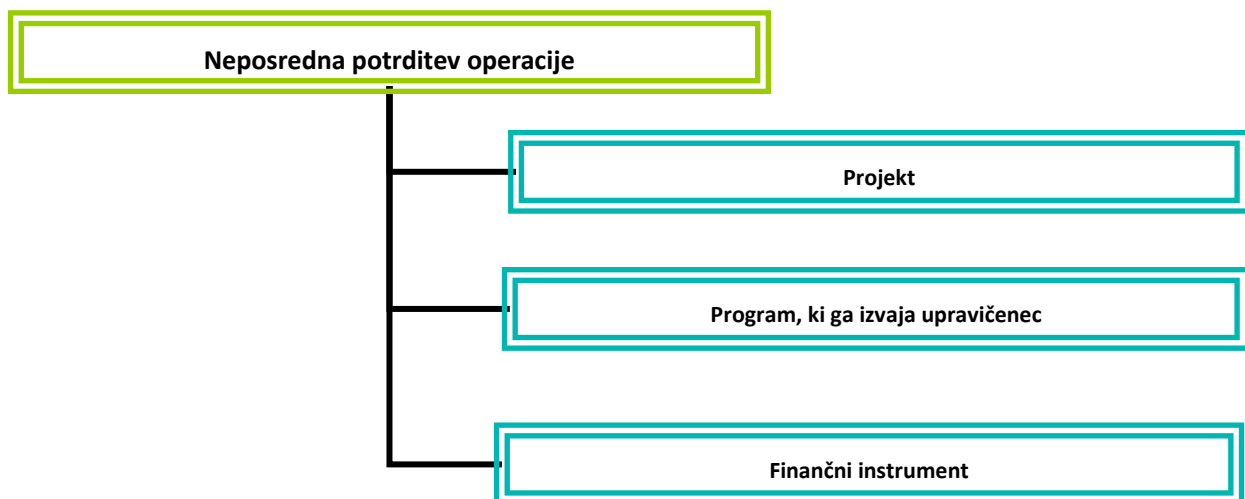 Neposredna potrditev operacije
Projekt
Program, ki ga izvaja upravičenec
Finančni instrument